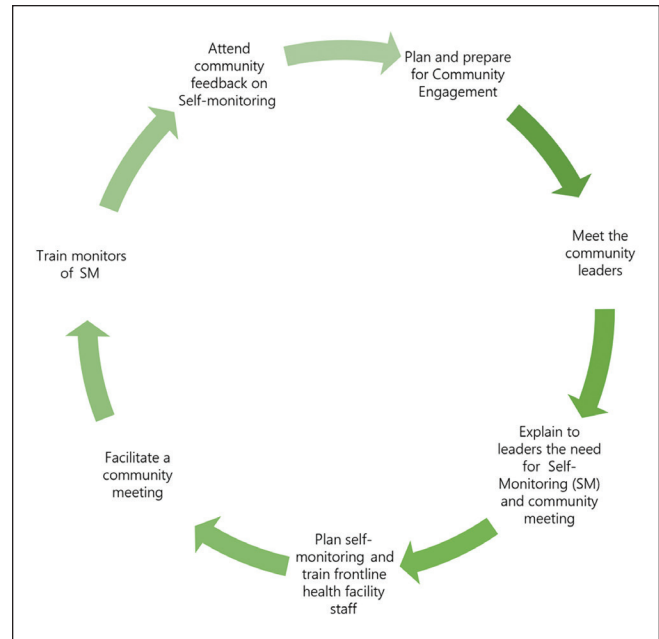 Attend
community
feedback on
Self-monitoring
Plan and prepare
for Community
Engagement
Meet the
community
leaders
Explain to
leaders the need
for Self-
Monitoring (SM)
and community
meeting
Plan self-
monitoring and
train frontline
health facility
staff
Facilitate a
community
meeting
Train monitors
of SM